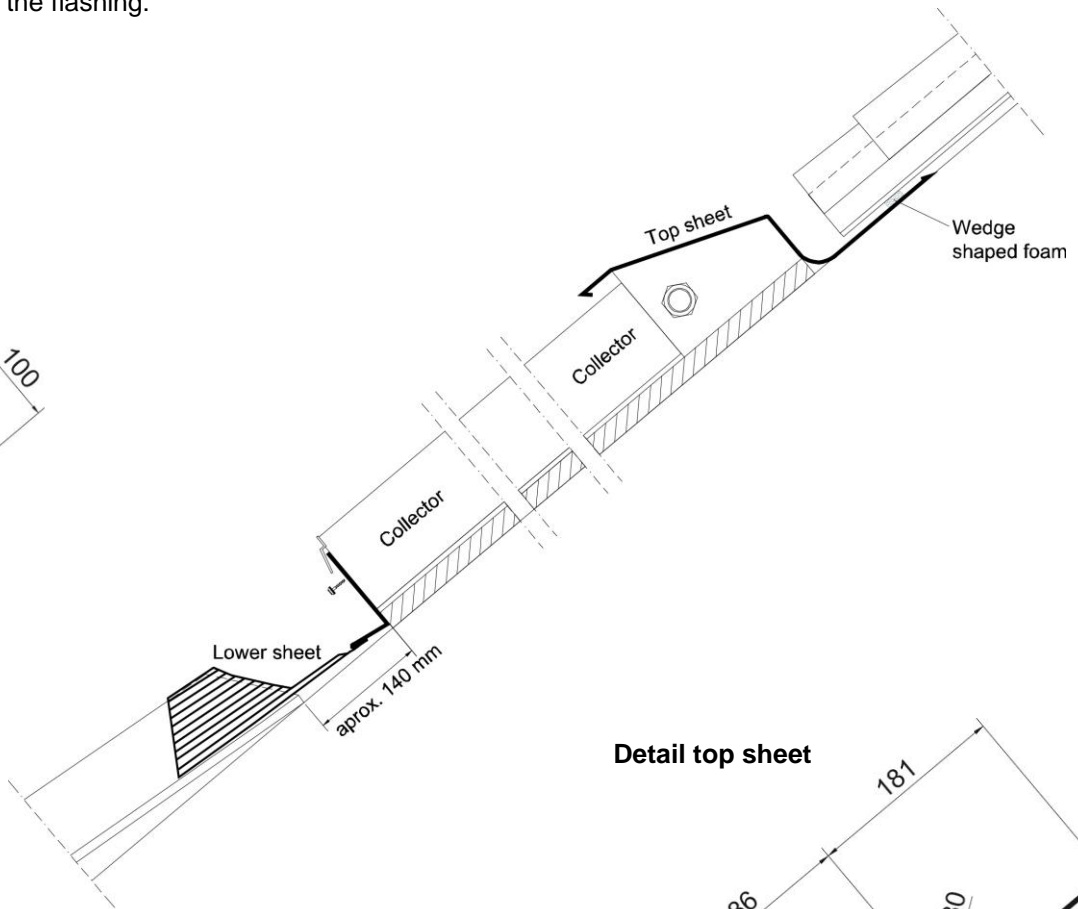 the flashing.
Top sheet
Wedge
shaped foam
100
Collector
Collector
Lower sheet
aprox. 140 mm
Detail top sheet
181